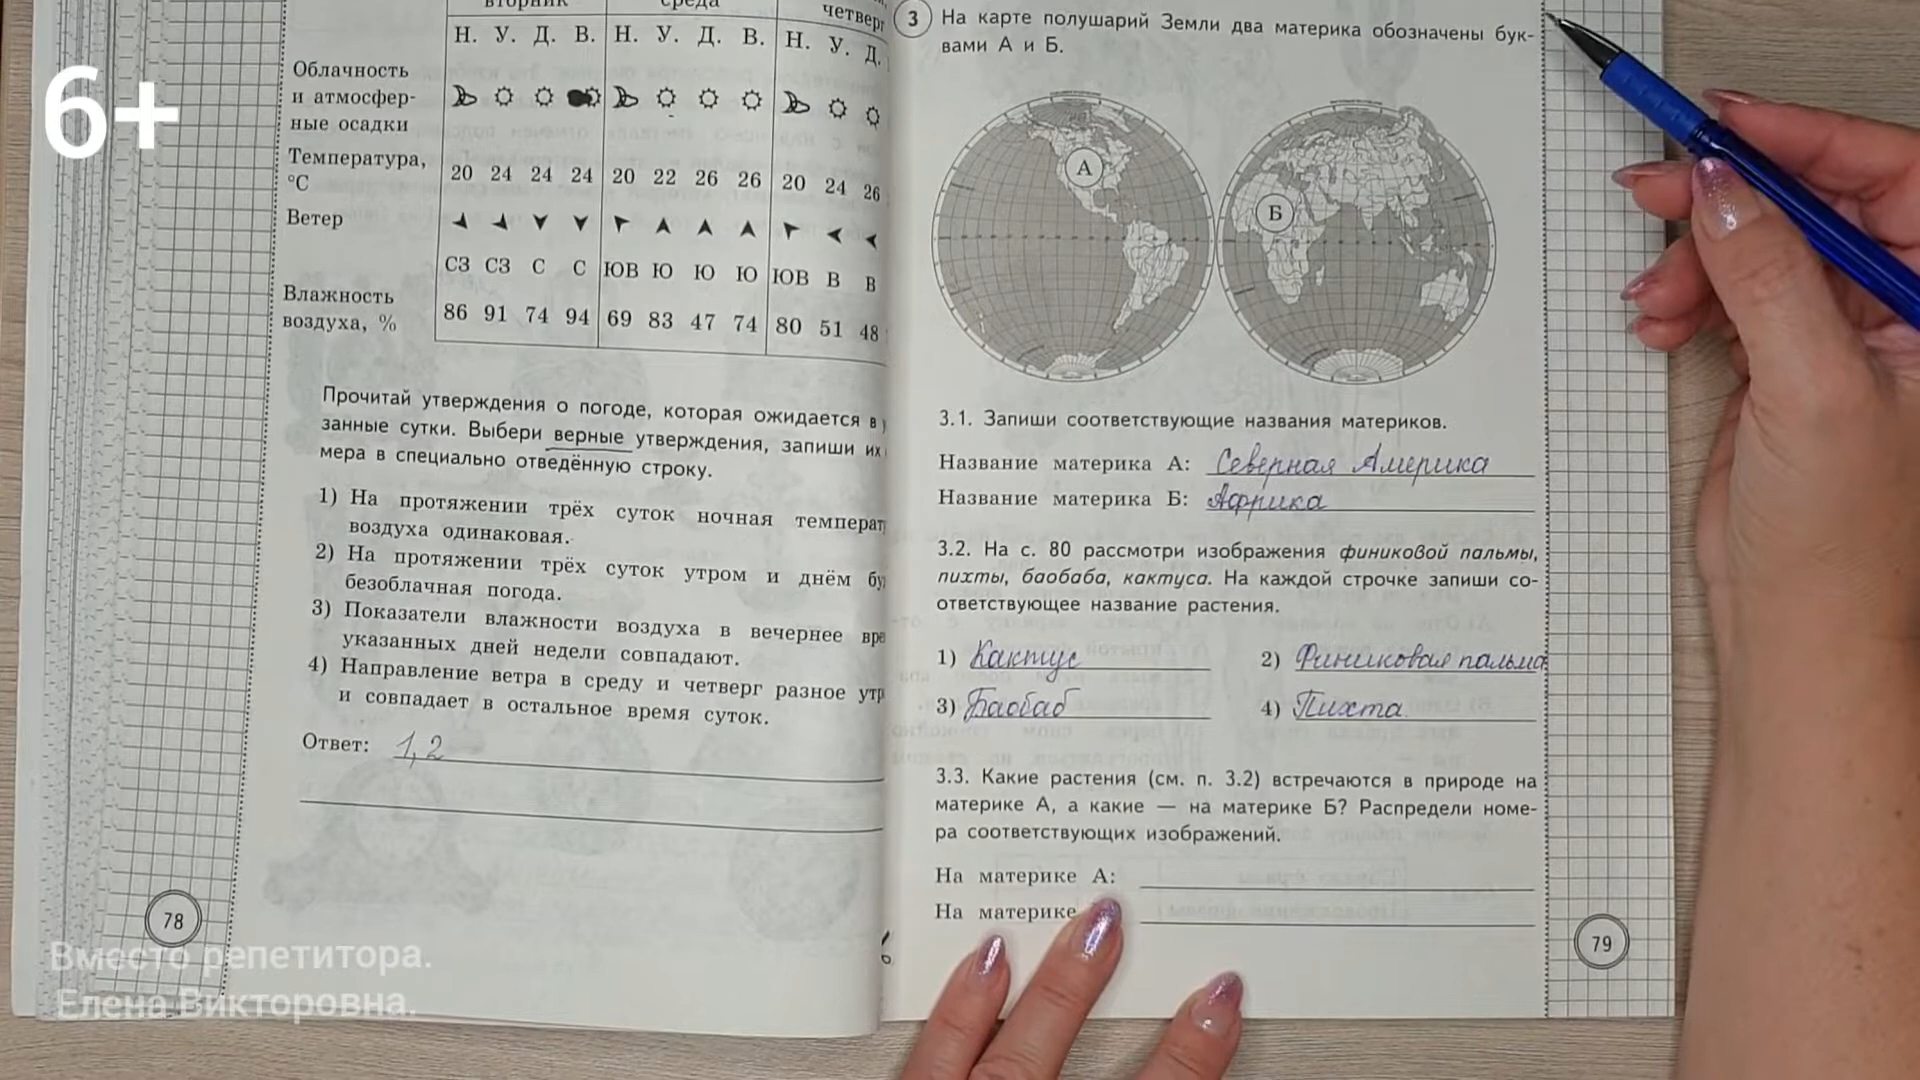 6+
вторник среда четверг
Н. У. Д. В. Н. У. Д. В. Н. У. Д.
Облачность
и атмосфер-
ные осадки
Температура,
°С
20 24 24 24 20 22 26 26 20 24 26
Ветер
СЗ СЗ С С ЮВ Ю Ю Ю ЮВ В В
Влажность
воздуха, %
86 91 74 94 69 83 47 74 80 51 48
Прочитай утверждения о погоде, которая ожидается в
занные сутки. Выбери верные утверждения, запиши их
мера в специально отведённую строку.
1) На протяжении трёх суток ночная температ
воздуха одинаковая.
2) На протяжении трёх суток утром и днём бу
безоблачная погода.
3) Показатели влажности воздуха в вечернее вре
указанных дней недели совпадают.
4) Направление ветра в среду и четверг разное утр
и совпадает в остальное время суток.
Ответ: 1, 2
78
Вместо репетитора.
Елена Викторовна.
3 На карте полушарий Земли два материка обозначены бук-
вами А и Б.
А
Б
3.1. Запиши соответствующие названия материков.
Название материка А: Северная Америка
Название материка Б: Африка
3.2. На с. 80 рассмотри изображения финиковой пальмы,
пихты, баобаба, кактуса. На каждой строчке запиши со-
ответствующее название растения.
1) Кактус 2) Финиковая пальма
3) Баобаб 4) Пихта
3.3. Какие растения (см. п. 3.2) встречаются в природе на
материке А, а какие — на материке Б? Распредели номе-
ра соответствующих изображений.
На материке А:
На материке
79